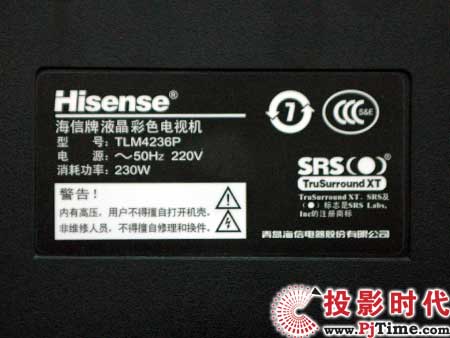 Hisense®
海信牌液晶彩色电视机
型 号：TLM4236P
电 源：～50Hz 220V
消耗功率：230W
警告！
内有高压，用户不得擅自打开机壳。
非维修人员，不得擅自修理和换件。
7
CCC S&E
SRS(●)®
TruSurround XT
TruSurround XT、SRS及
(●)标志是SRS Labs,
Inc的注册商标
青岛海信电器股份有限公司
投影时代
www.PjTime.com